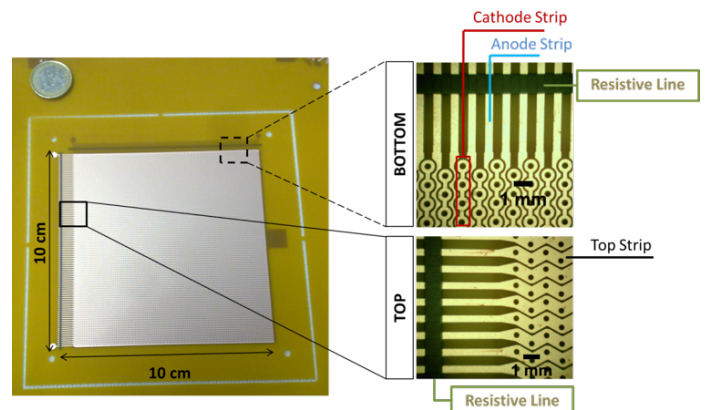 Cathode Strip
Anode Strip
Resistive Line
BOTTOM
1 mm
10 cm
Top Strip
TOP
1 mm
10 cm
Resistive Line